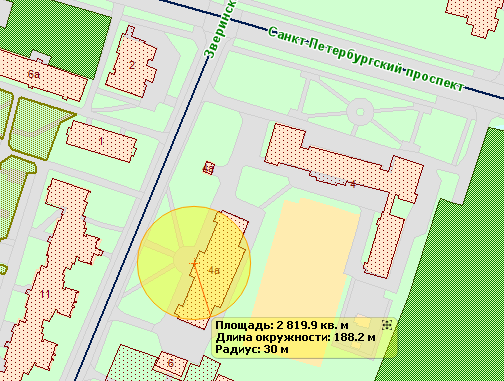 Санкт-Петербургский проспект
Зверинск
6а
2
1
4
4а
11
6
Площадь: 2 819.9 кв. м
Длина окружности: 188.2 м
Радиус: 30 м